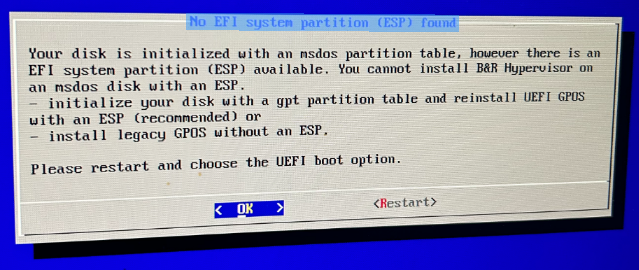 No EFI system partition (ESP) found
Your disk is initialized with an msdos partition table, however there is an
EFI system partition (ESP) available. You cannot install B&R Hypervisor on
an msdos disk with an ESP.
- initialize your disk with a gpt partition table and reinstall UEFI GPOS
with an ESP (recommended) or
- install legacy GPOS without an ESP.
Please restart and choose the UEFI boot option.
< OK > <Restart>